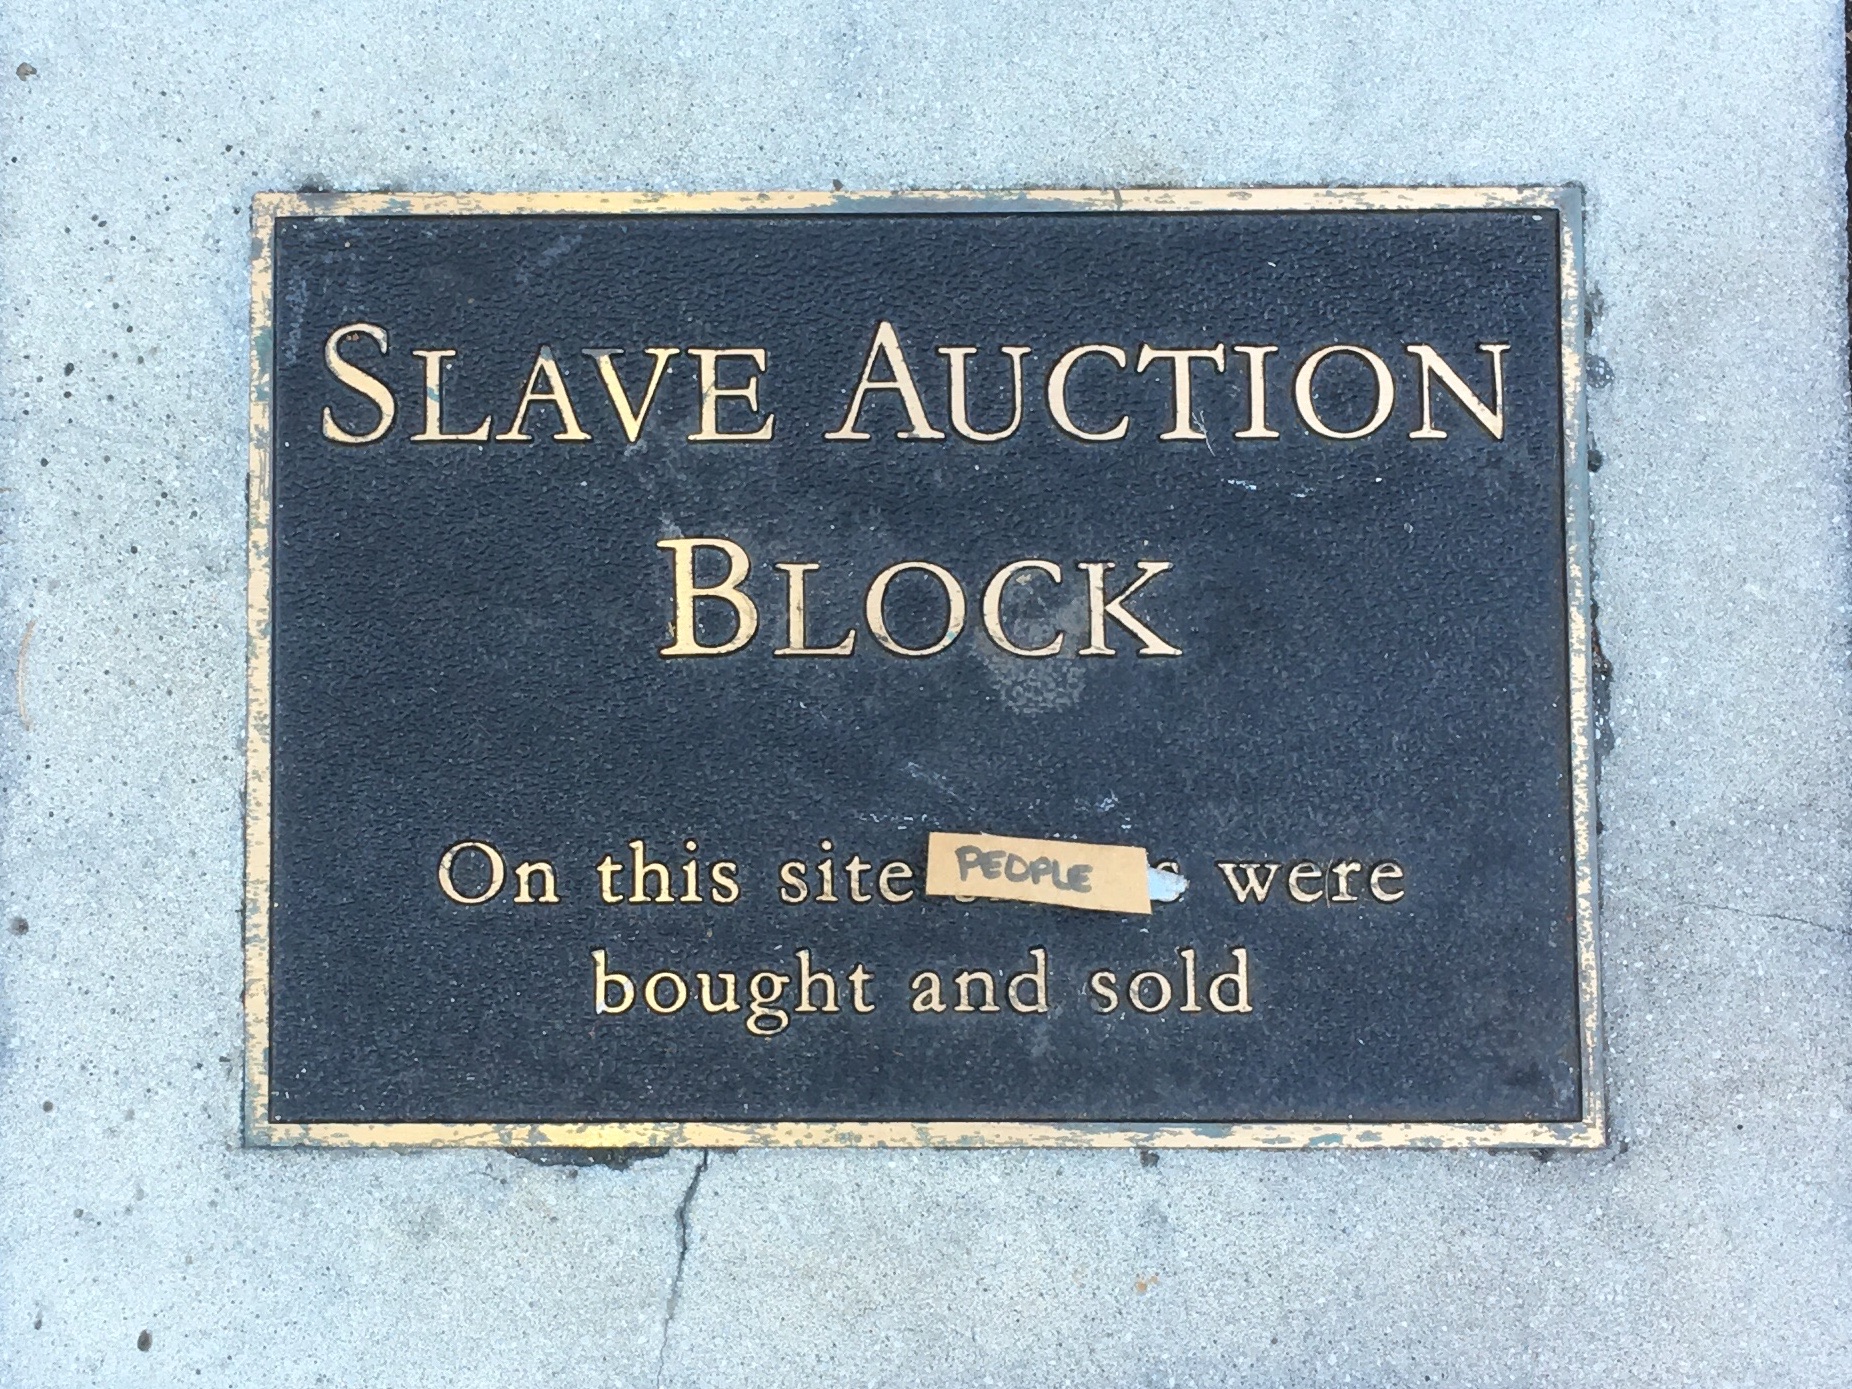 SLAVE AUCTION
BLOCK
On this site PEOPLE were
bought and sold